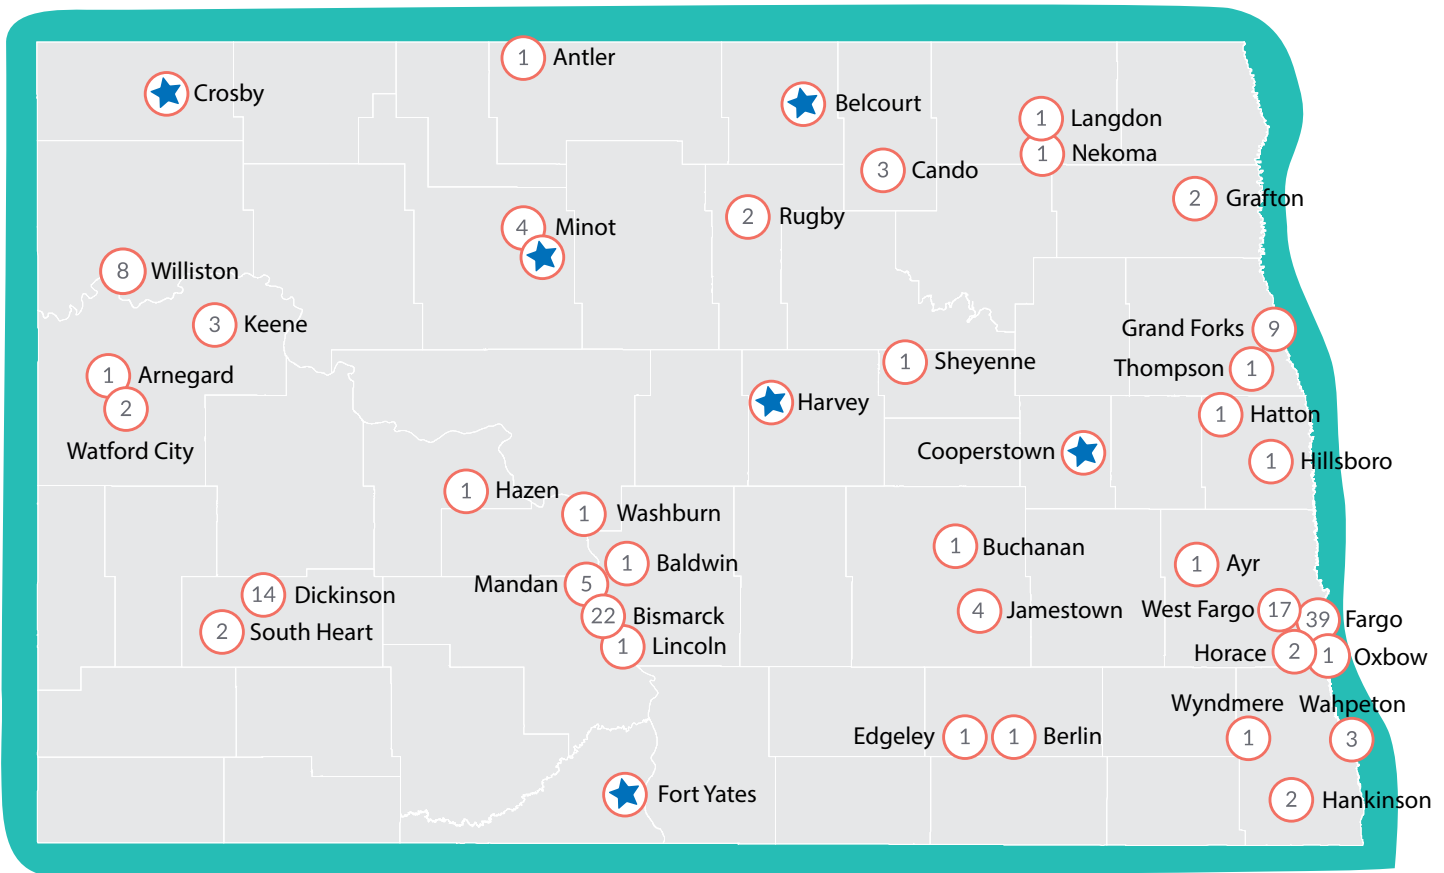 1 Antler
Crosby
Belcourt
1 Langdon
1 Nekoma
3 Cando
2 Grafton
2 Rugby
4 Minot
8 Williston
3 Keene
Grand Forks 9
Thompson 1
1 Sheyenne
1 Arnegard
2
Watford City
Harvey
1 Hatton
Cooperstown
1 Hillsboro
1 Hazen
1 Washburn
1 Buchanan
1 Baldwin
1 Ayr
Mandan 5
14 Dickinson
22 Bismarck
4 Jamestown
West Fargo 17
39 Fargo
2 South Heart
1 Lincoln
Horace 2
1 Oxbow
Wyndmere
1
Wahpeton
3
Edgeley 1
1 Berlin
Fort Yates
2 Hankinson